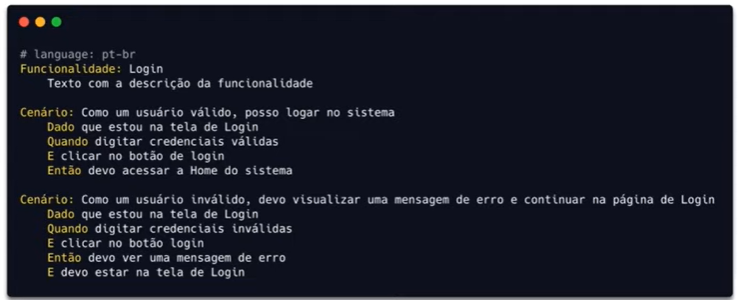 # language: pt-br
Funcionalidade: Login
Texto com a descrição da funcionalidade
Cenário: Como um usuário válido, posso logar no sistema
Dado que estou na tela de Login
Quando digitar credenciais válidas
E clicar no botão de login
Então devo acessar a Home do sistema
Cenário: Como um usuário inválido, devo visualizar uma mensagem de erro e continuar na página de Login
Dado que estou na tela de Login
Quando digitar credenciais inválidas
E clicar no botão login
Então devo ver uma mensagem de erro
E devo estar na tela de Login